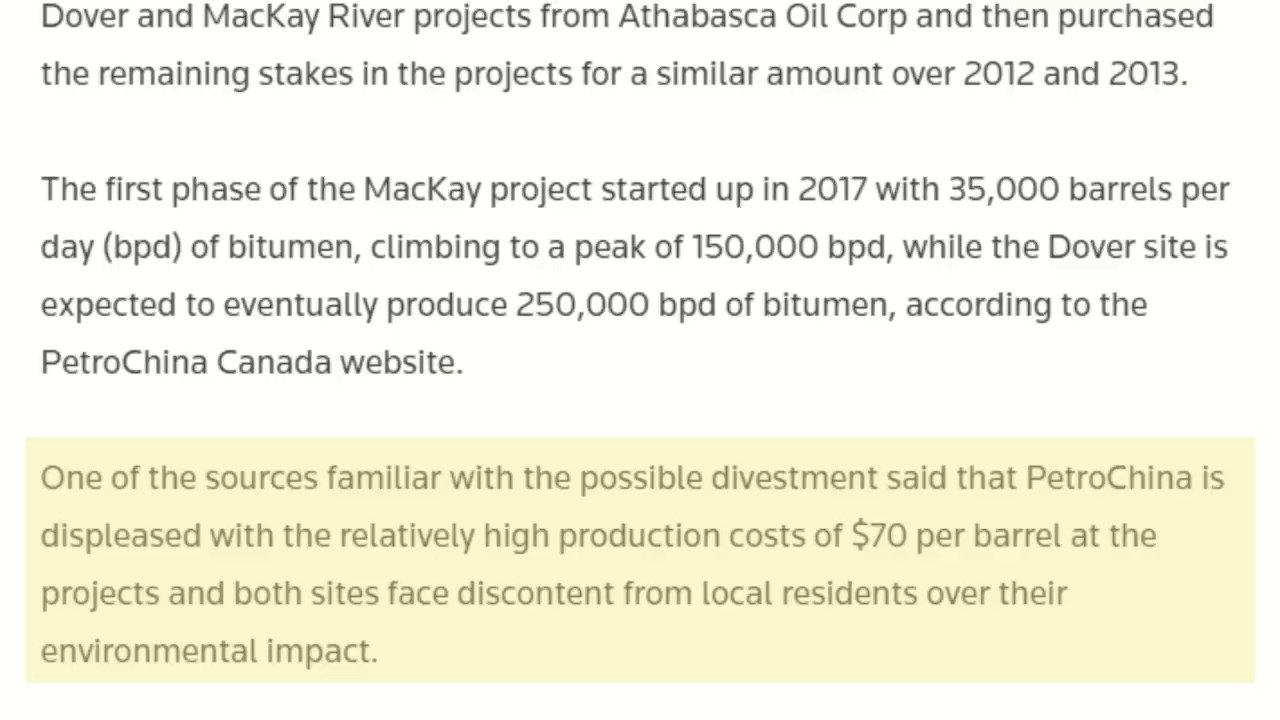 Dover and MacKay River projects from Athabasca Oil Corp and then purchased
the remaining stakes in the projects for a similar amount over 2012 and 2013.
The first phase of the MacKay project started up in 2017 with 35,000 barrels per
day (bpd) of bitumen, climbing to a peak of 150,000 bpd, while the Dover site is
expected to eventually produce 250,000 bpd of bitumen, according to the
PetroChina Canada website.
One of the sources familiar with the possible divestment said that PetroChina is
displeased with the relatively high production costs of $70 per barrel at the
projects and both sites face discontent from local residents over their
environmental impact.